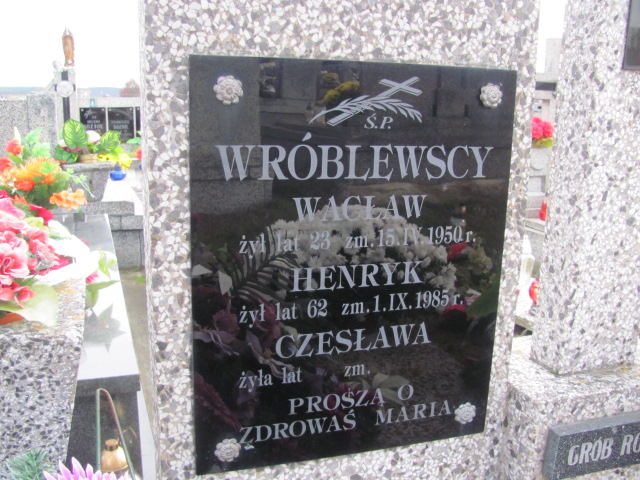 Ś.P.
WRÓBLEWSCY
WACŁAW
żył lat 23 zm. 15.IV.1950 r.
HENRYK
żył lat 62 zm. 1.IX.1985 r.
CZESŁAWA
żyła lat zm.
PROSZĄ O
ZDROWAŚ MARIA
GRÓB RO